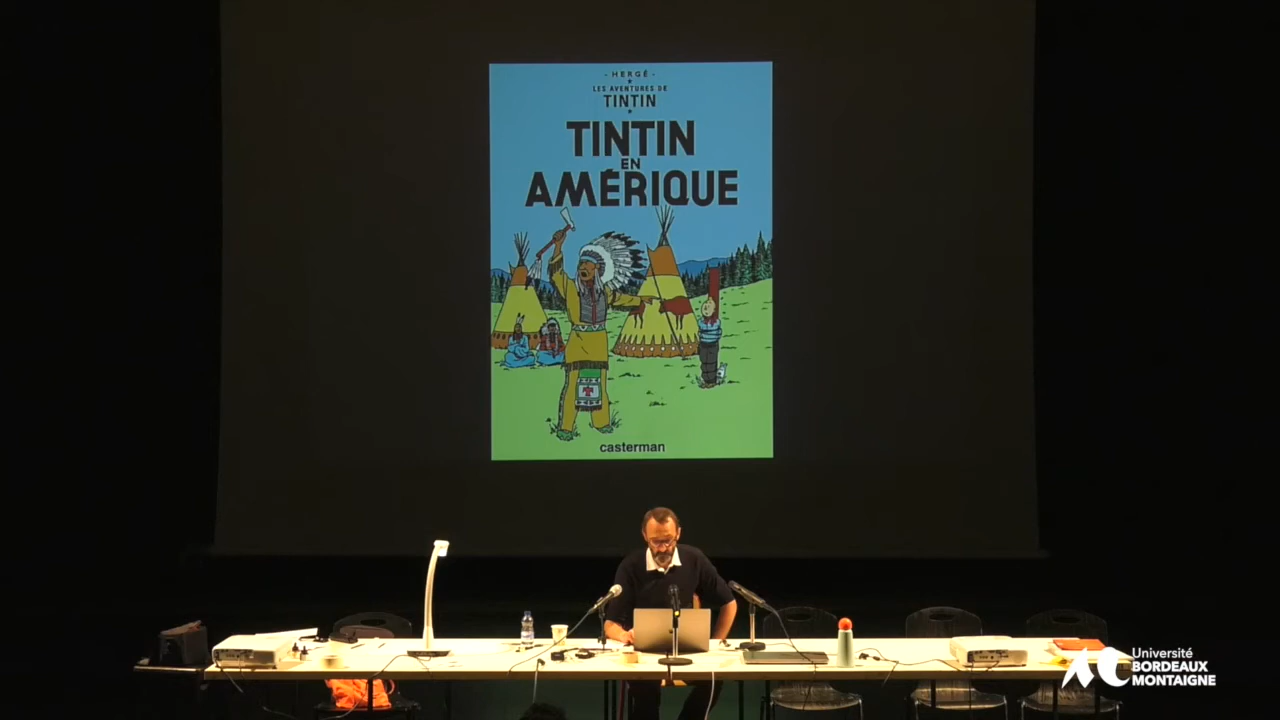 - HERGÉ -
LES AVENTURES DE
TINTIN
TINTIN
EN
AMÉRIQUE
casterman
Université
BORDEAUX
MONTAIGNE